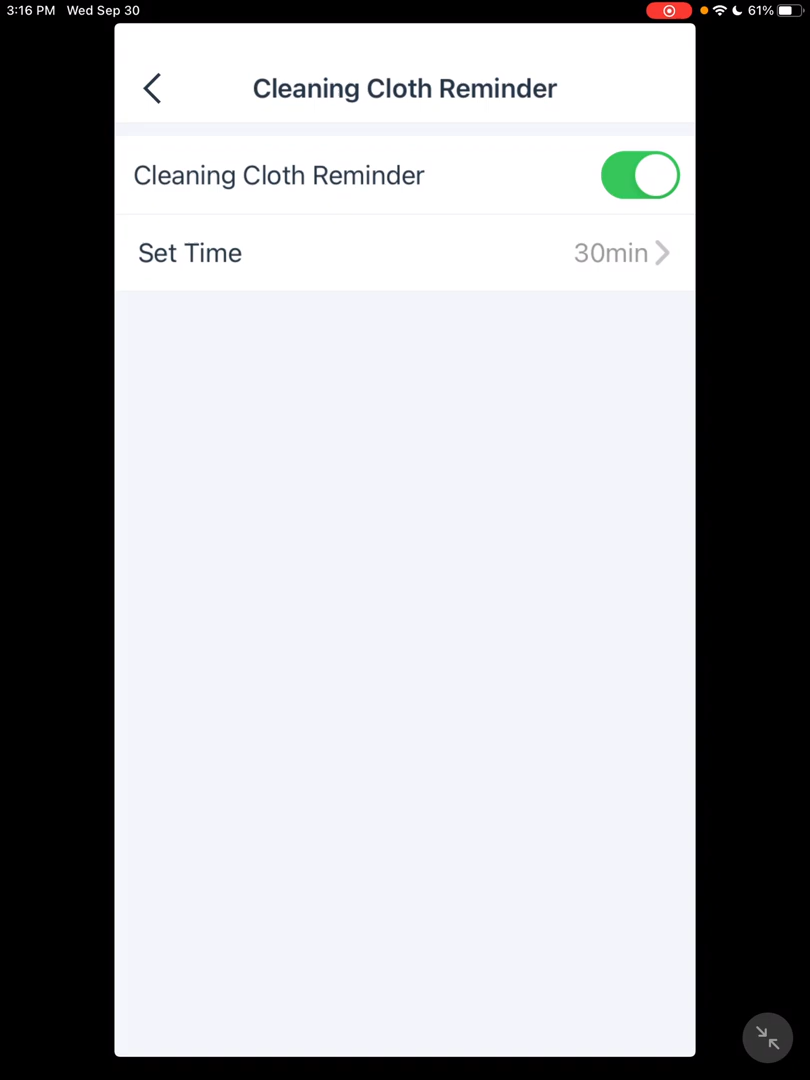 3:16 PM Wed Sep 30 61%
Cleaning Cloth Reminder
Cleaning Cloth Reminder
Set Time 30min